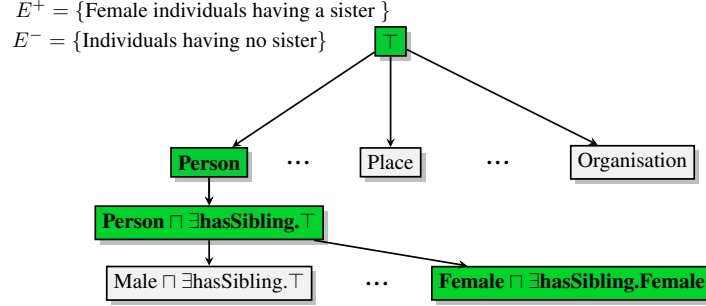 E⁺ = {Female individuals having a sister }
E⁻ = {Individuals having no sister}
⊤
Person ... Place ... Organisation
Person ⊓ ∃hasSibling.⊤
Male ⊓ ∃hasSibling.⊤ ... Female ⊓ ∃hasSibling.Female